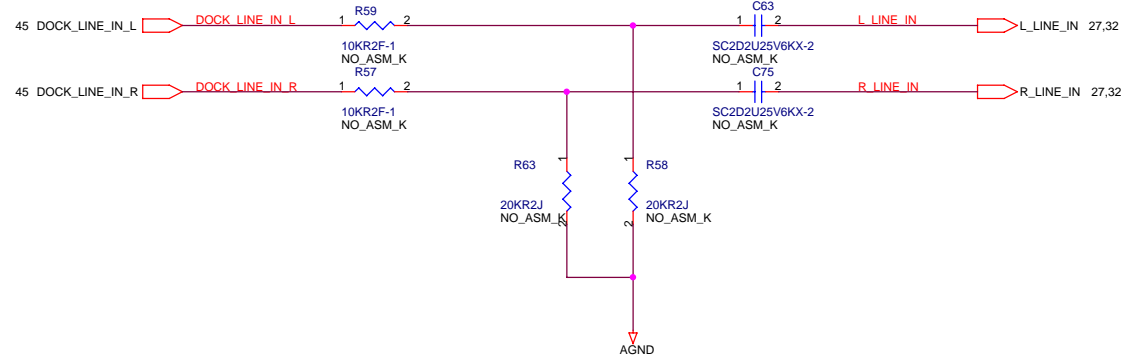 45 DOCK_LINE_IN_L
DOCK_LINE_IN_L
1 R59 2
10KR2F-1
NO_ASM_K
1 C63 2
SC2D2U25V6KX-2
NO_ASM_K
L_LINE_IN
L_LINE_IN 27,32
45 DOCK_LINE_IN_R
DOCK_LINE_IN_R
1 R57 2
10KR2F-1
NO_ASM_K
1 C75 2
SC2D2U25V6KX-2
NO_ASM_K
R_LINE_IN
R_LINE_IN 27,32
R63
1
20KR2J
NO_ASM_K
2
R58
1
20KR2J
NO_ASM_K
2
AGND